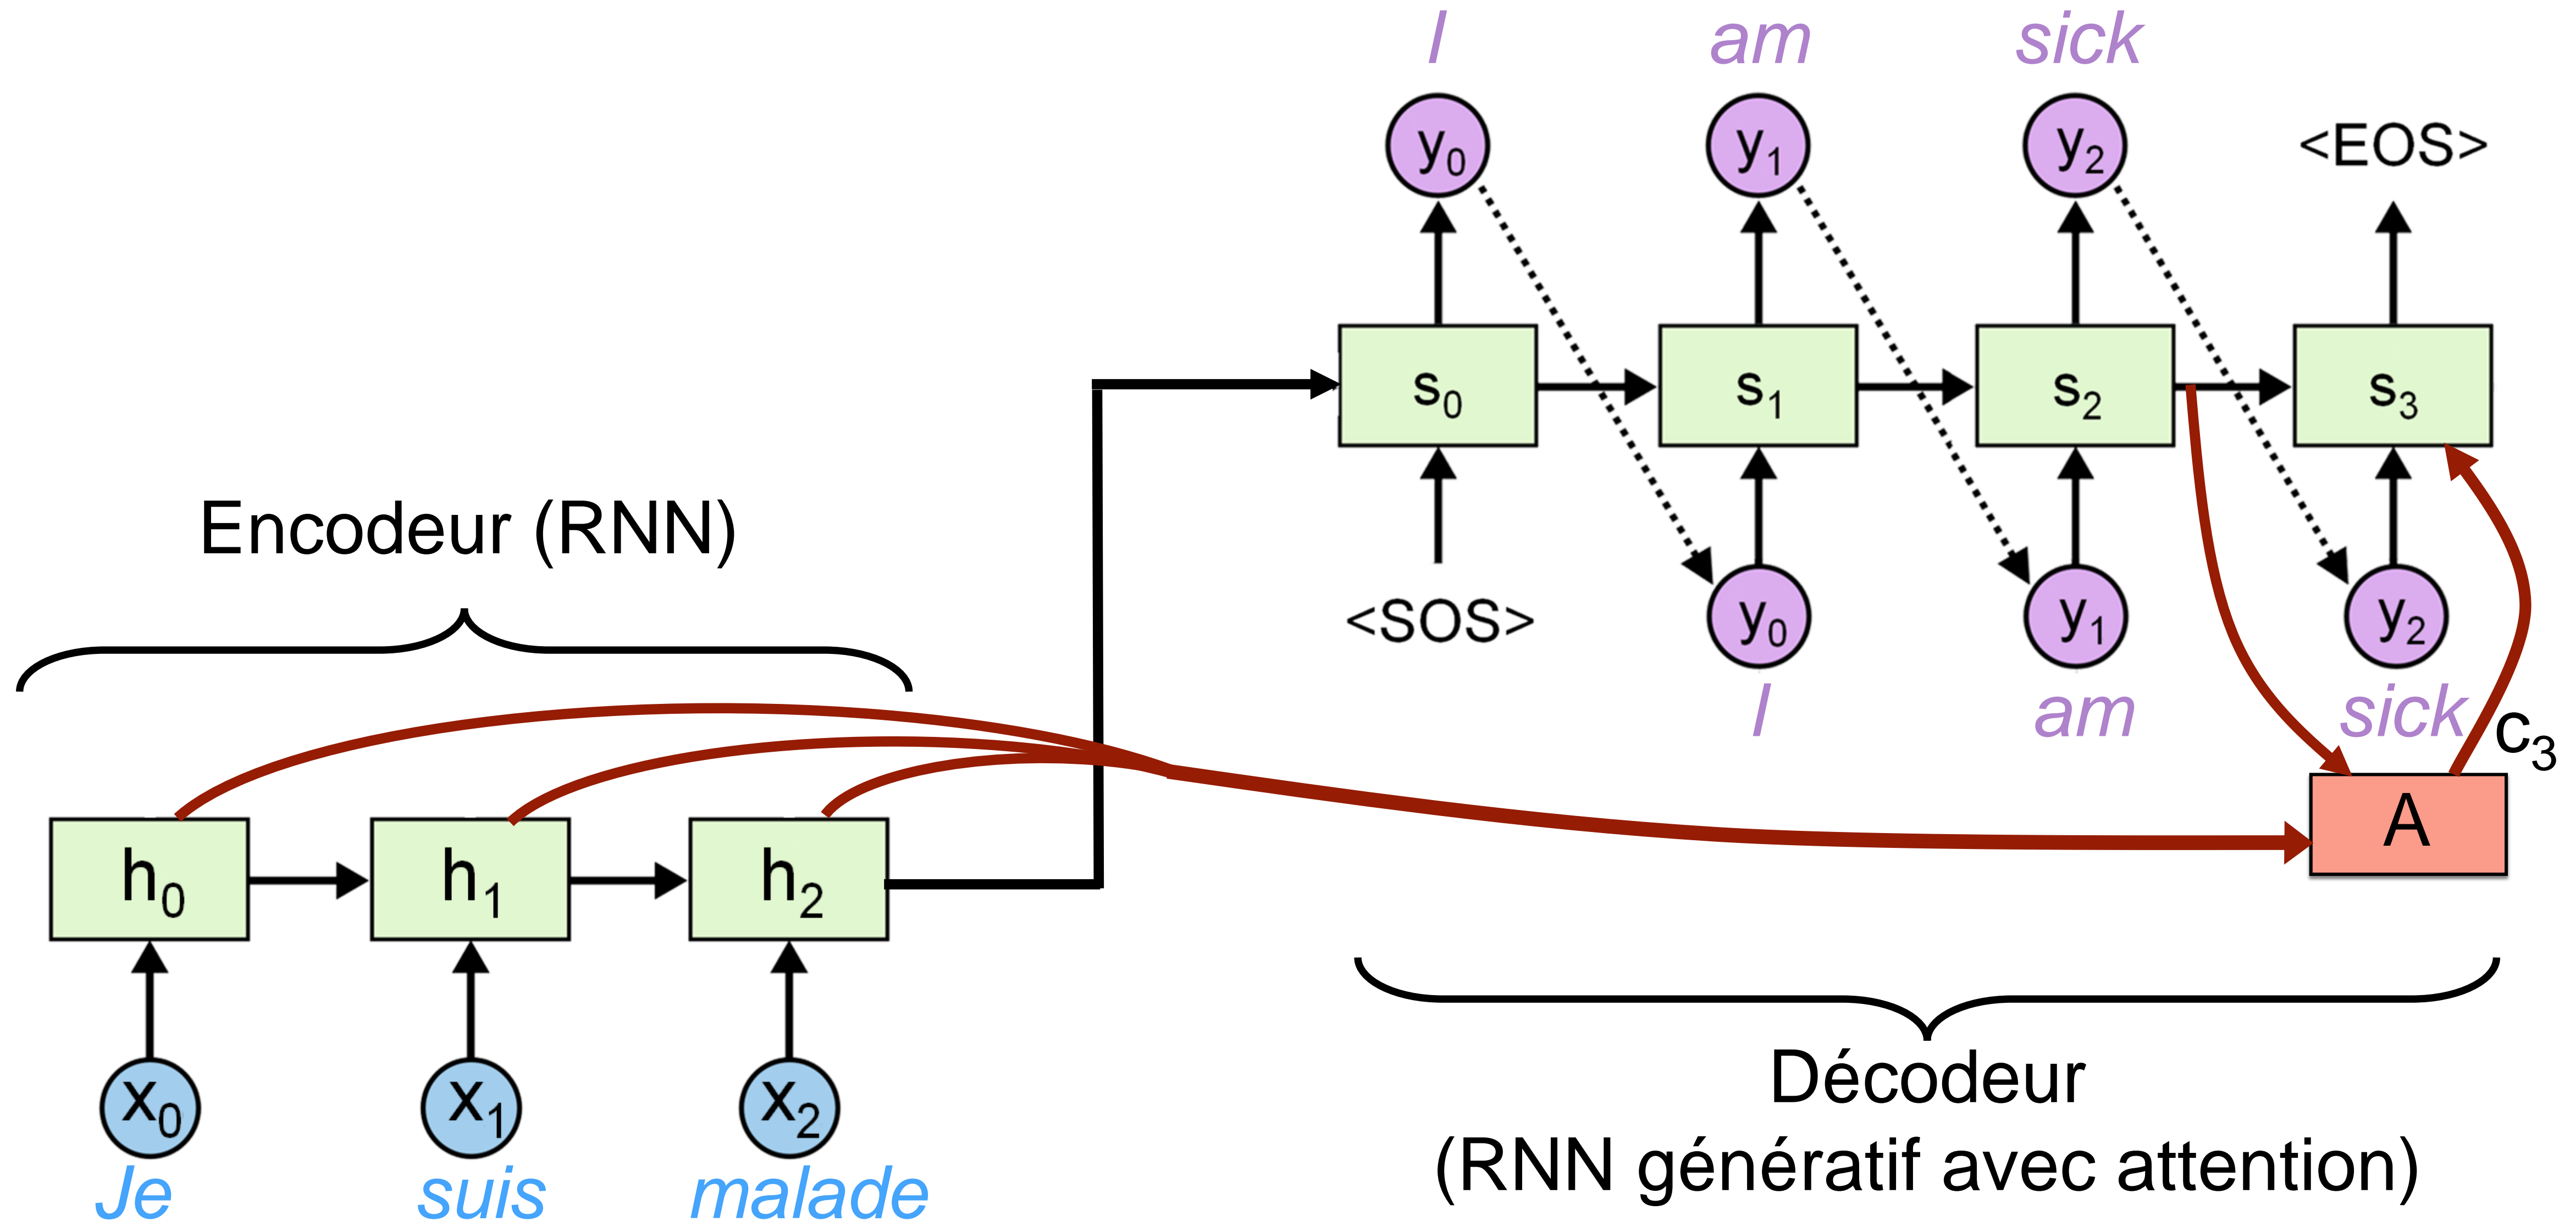 I am sick
y0 y1 y2 <EOS>
s0 s1 s2 s3
<SOS> y0 y1 y2
I am sick
c3
A
Encodeur (RNN)
h0 h1 h2
x0 x1 x2
Je suis malade
Décodeur
(RNN génératif avec attention)